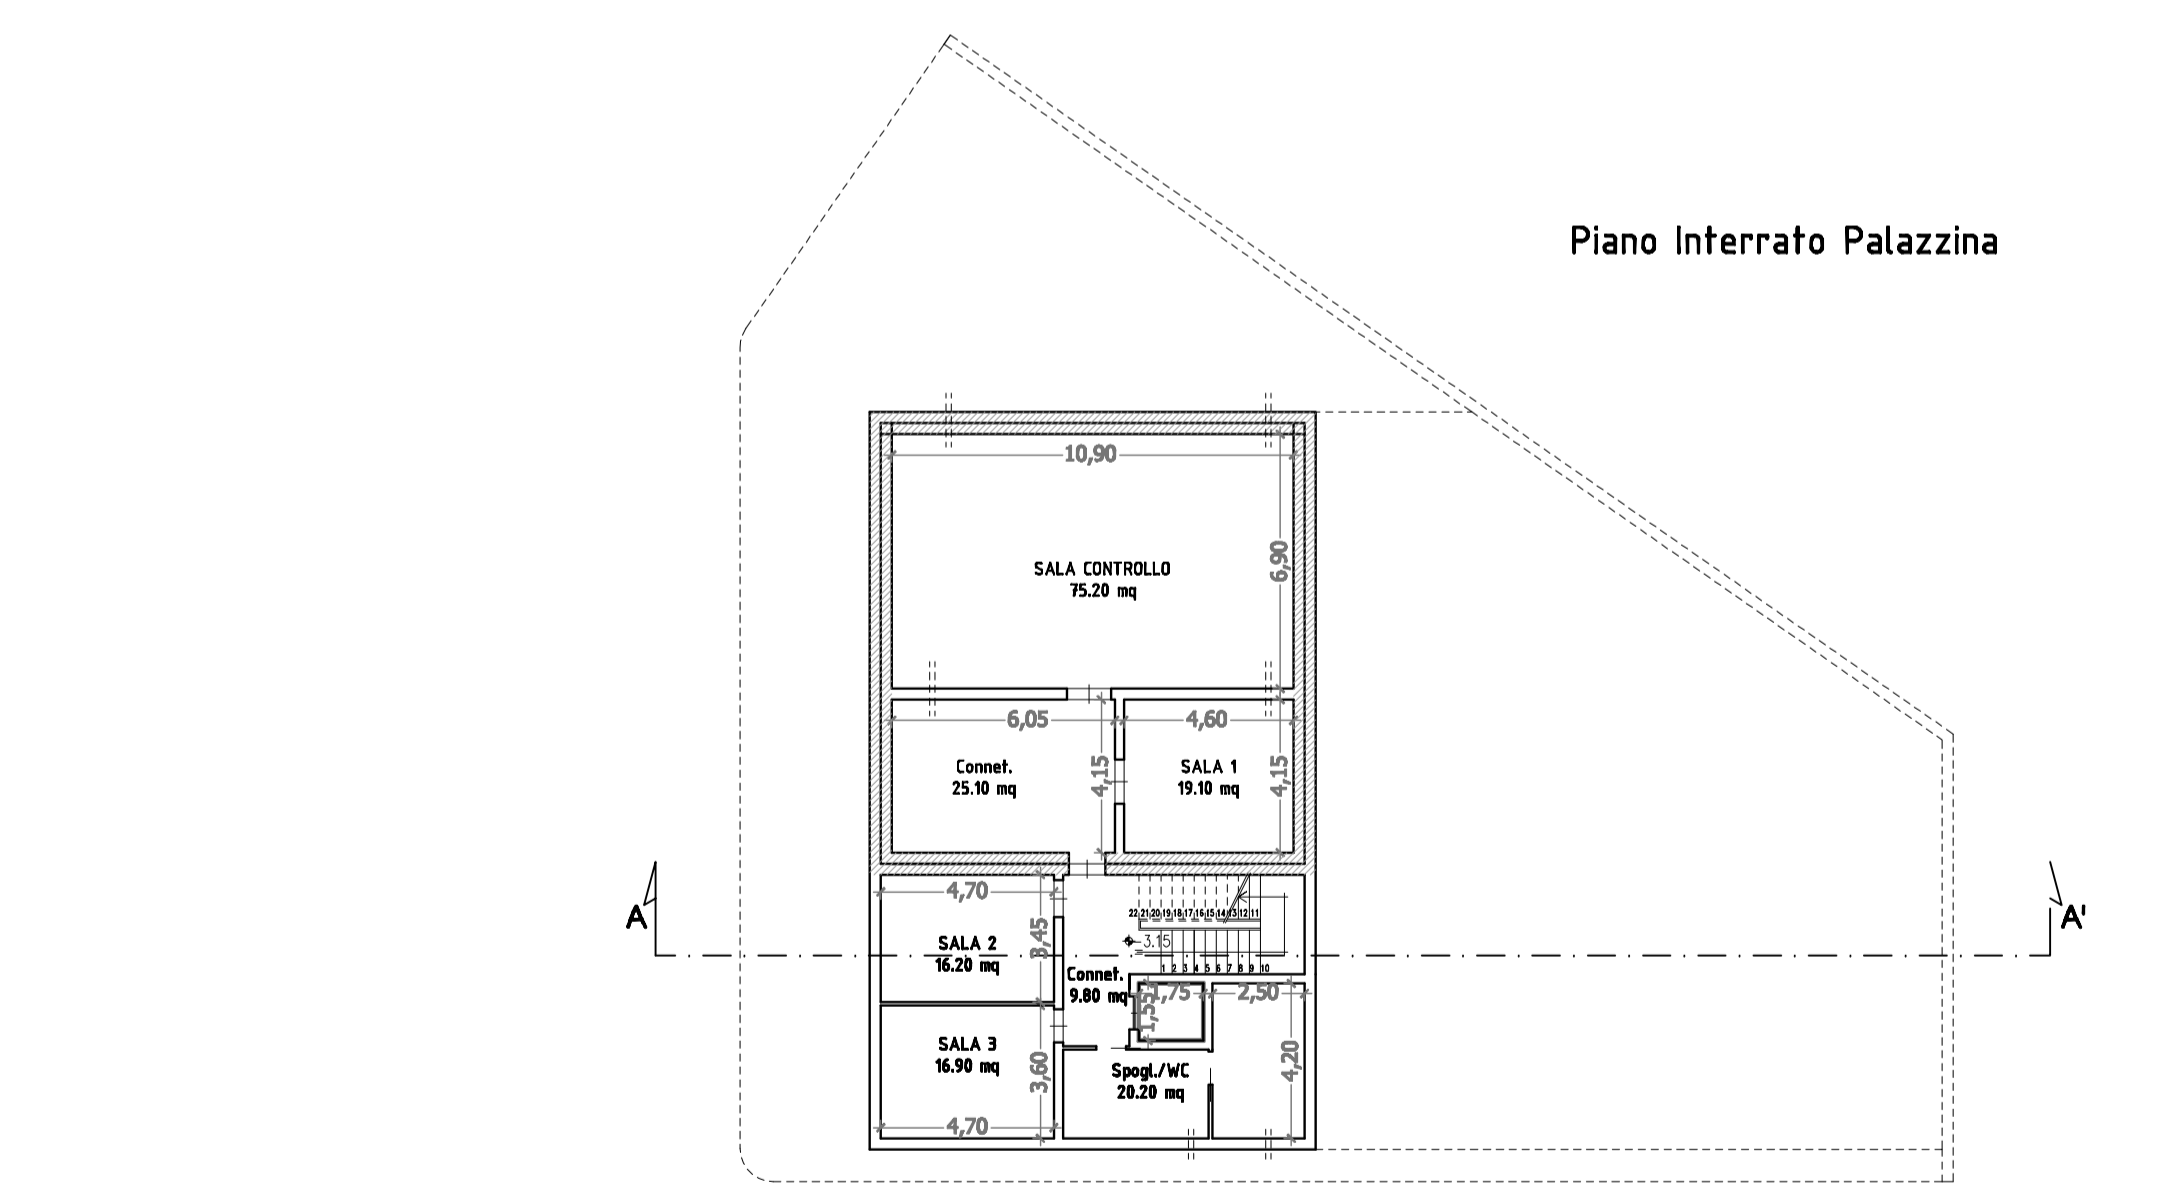 Piano Interrato Palazzina
10,90
6,90
SALA CONTROLLO
75.20 mq
6,05
4,60
Connet.
25.10 mq
4,15
SALA 1
19.10 mq
4,15
4,70
3,45
22 21 20 19 18 17 16 15 14 13 12 11
A
A'
SALA 2
16.20 mq
-3.15
1 2 3 4 5 6 7 8 9 10
Connet.
9.80 mq
1,75
2,50
1,55
SALA 3
16.90 mq
3,60
4,20
Spogl./WC
20.20 mq
4,70